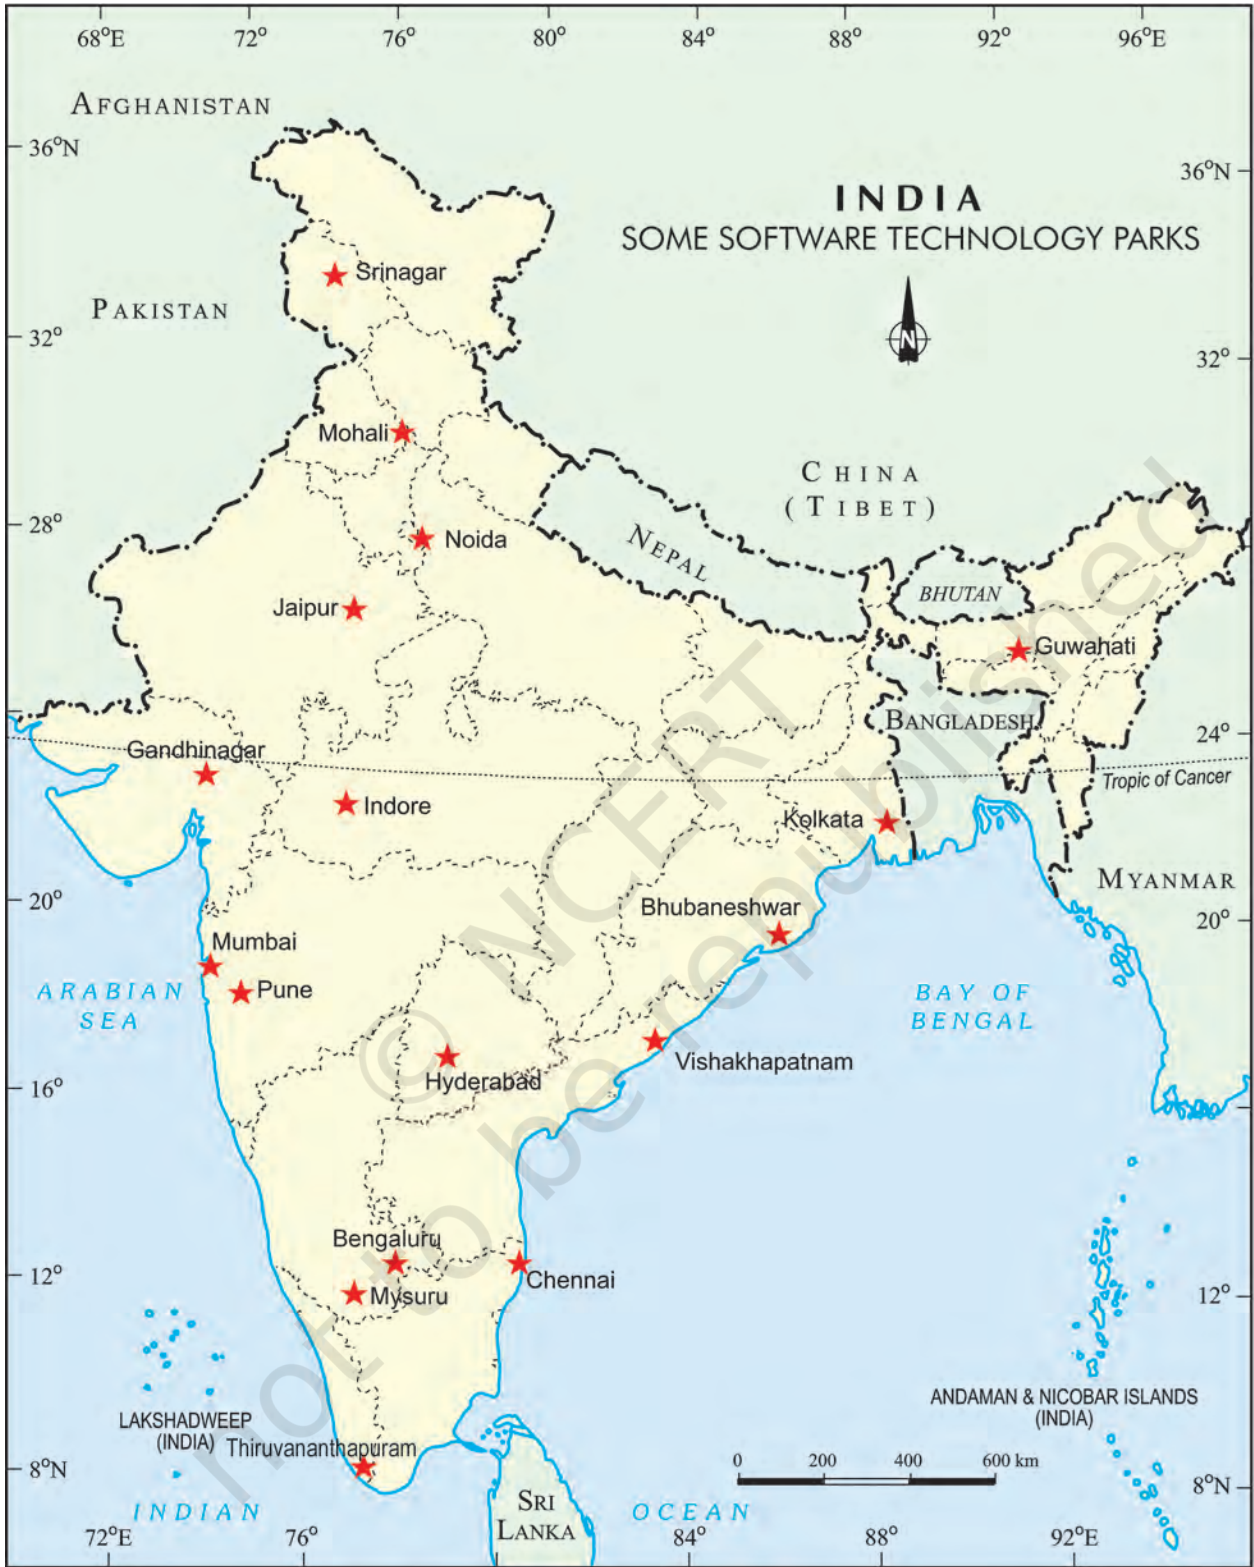 68°E 72° 76° 80° 84° 88° 92° 96°E
AFGHANISTAN
36°N
36°N
INDIA
SOME SOFTWARE TECHNOLOGY PARKS
Srinagar
PAKISTAN
N
32°
32°
Mohali
CHINA
(TIBET)
28°
Noida
NEPAL
BHUTAN
Jaipur
Guwahati
BANGLADESH
24°
Gandhinagar
Tropic of Cancer
Indore
Kolkata
MYANMAR
20°
20°
Bhubaneshwar
Mumbai
Pune
ARABIAN
SEA
BAY OF
BENGAL
Vishakhapatnam
Hyderabad
16°
Bengaluru
12°
Chennai
Mysuru
12°
LAKSHADWEEP
(INDIA)
ANDAMAN & NICOBAR ISLANDS
(INDIA)
Thiruvananthapuram
8°N
0 200 400 600 km
8°N
SRI
LANKA
INDIAN OCEAN
72°E 76° 84° 88° 92°E
© NCERT
not to be republished